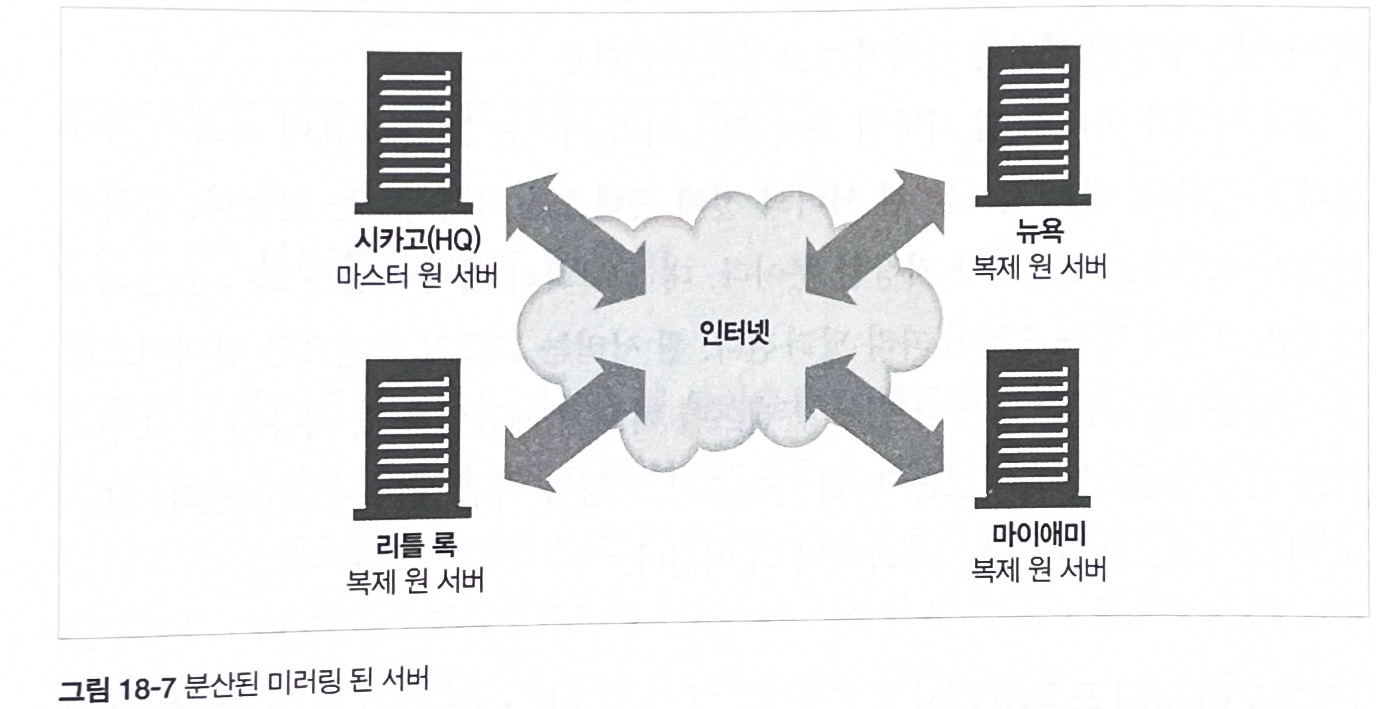 시카고(HQ)
마스터 원 서버
뉴욕
복제 원 서버
인터넷
리틀 록
복제 원 서버
마이애미
복제 원 서버
그림 18-7 분산된 미러링 된 서버